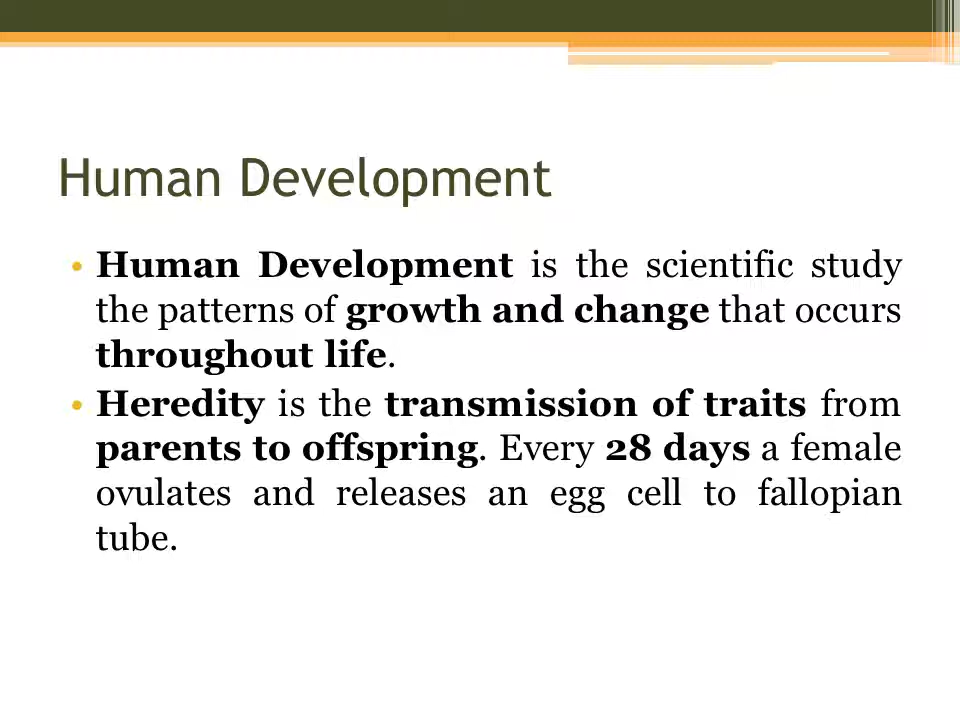 Human Development
• Human Development is the scientific study
the patterns of growth and change that occurs
throughout life.
• Heredity is the transmission of traits from
parents to offspring. Every 28 days a female
ovulates and releases an egg cell to fallopian
tube.